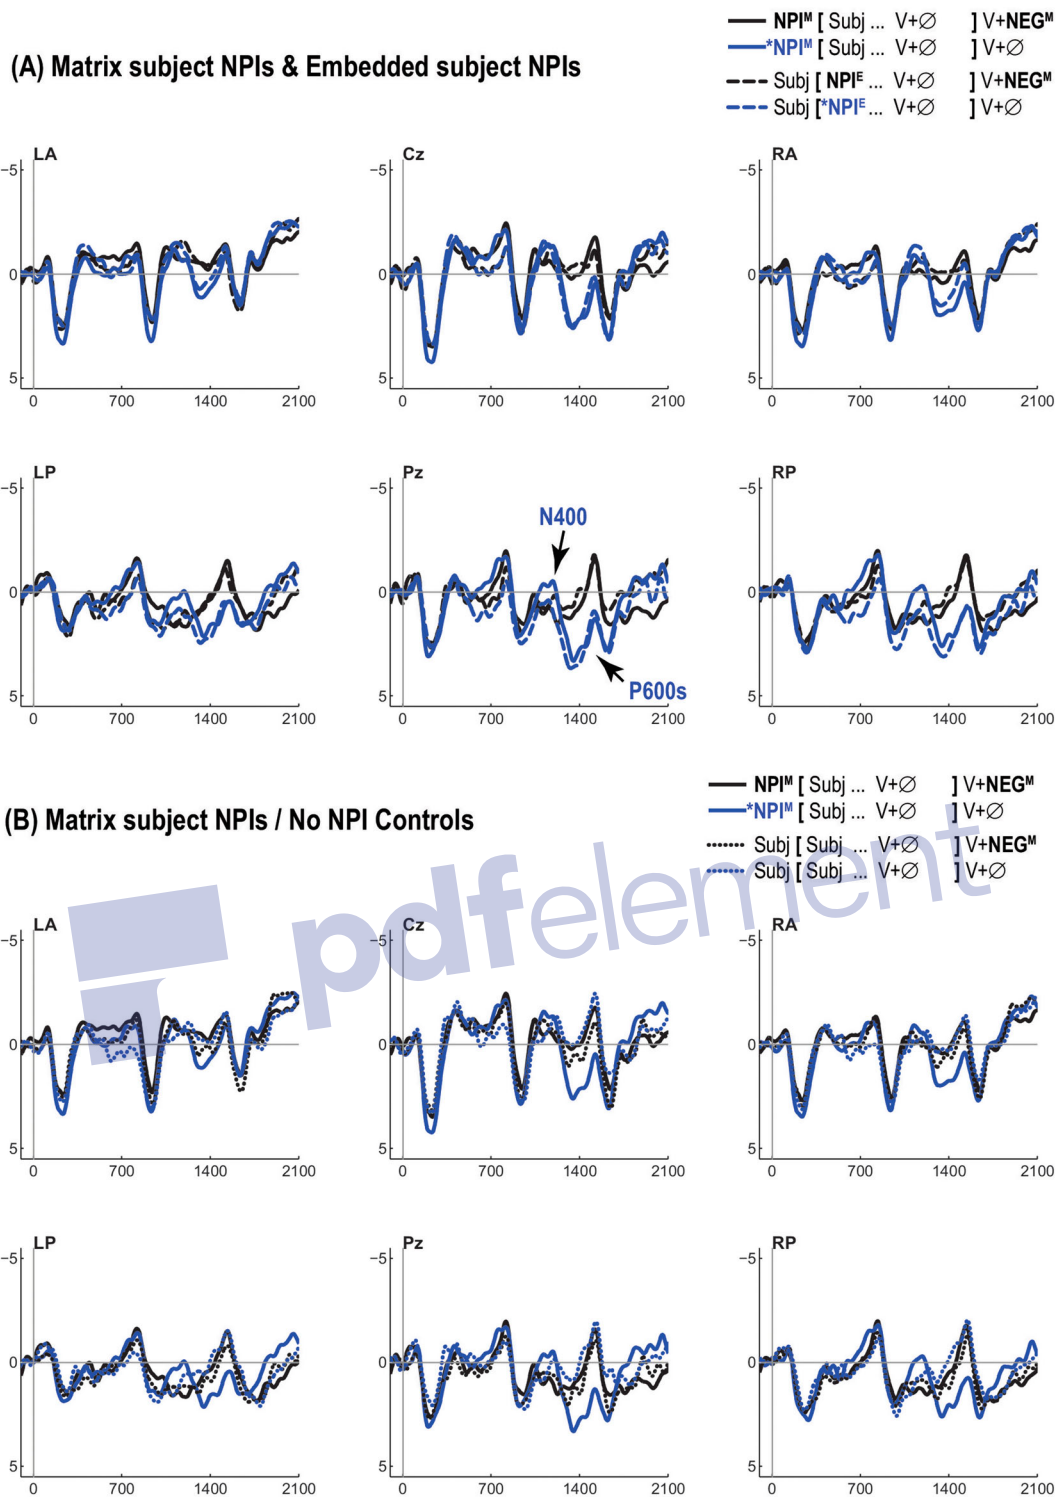 NPIᴹ [ Subj ... V+∅ ] V+NEGᴹ
*NPIᴹ [ Subj ... V+∅ ] V+∅
(A) Matrix subject NPIs & Embedded subject NPIs
Subj [ NPIᴱ ... V+∅ ] V+NEGᴹ
Subj [*NPIᴱ ... V+∅ ] V+∅
LA Cz RA
−5 −5 −5
0 0 0
5 5 5
0 700 1400 2100 0 700 1400 2100 0 700 1400 2100
LP Pz RP
−5 −5 −5
N400
0 0 0
P600s
5 5 5
0 700 1400 2100 0 700 1400 2100 0 700 1400 2100
NPIᴹ [ Subj ... V+∅ ] V+NEGᴹ
*NPIᴹ [ Subj ... V+∅ ] V+∅
(B) Matrix subject NPIs / No NPI Controls
Subj [ Subj ... V+∅ ] V+NEGᴹ
Subj [ Subj ... V+∅ ] V+∅
pdfelement
LA Cz RA
−5 −5 −5
0 0 0
5 5 5
0 700 1400 2100 0 700 1400 2100 0 700 1400 2100
LP Pz RP
−5 −5 −5
0 0 0
5 5 5
0 700 1400 2100 0 700 1400 2100 0 700 1400 2100